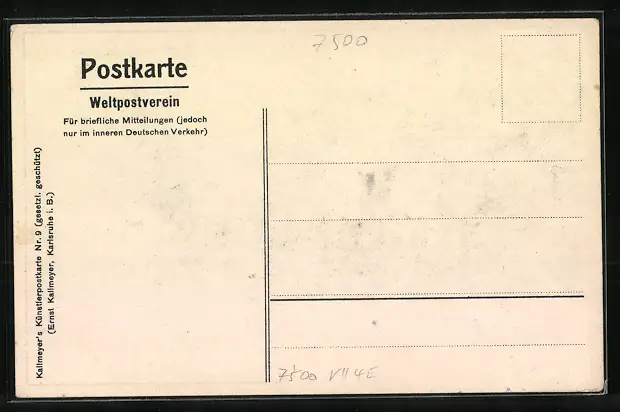 7500
Postkarte
Weltpostverein
Für briefliche Mitteilungen (jedoch
nur im inneren Deutschen Verkehr)
Kallmeyer's Künstlerpostkarte Nr. 9 (gesetzl. geschützt)
(Ernst Kallmeyer, Karlsruhe i. B.)
7500 VII 4E